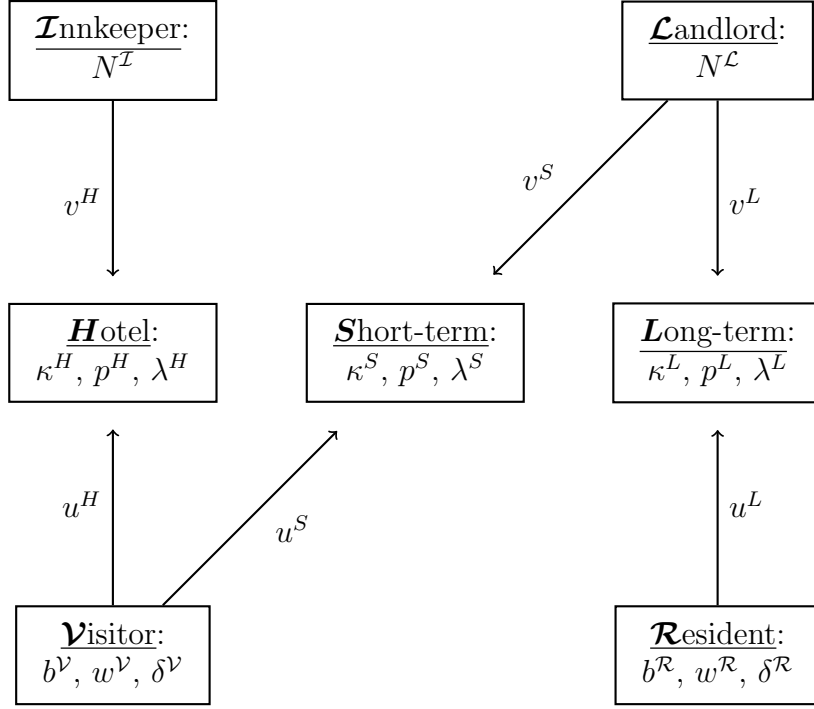 𝓘nnkeeper:
N^ℐ
𝓛andlord:
N^ℒ
v^H
v^S
v^L
Hotel:
κ^H, p^H, λ^H
Short-term:
κ^S, p^S, λ^S
Long-term:
κ^L, p^L, λ^L
u^H
u^S
u^L
𝓥isitor:
b^𝒱, w^𝒱, δ^𝒱
𝓡esident:
b^ℛ, w^ℛ, δ^ℛ